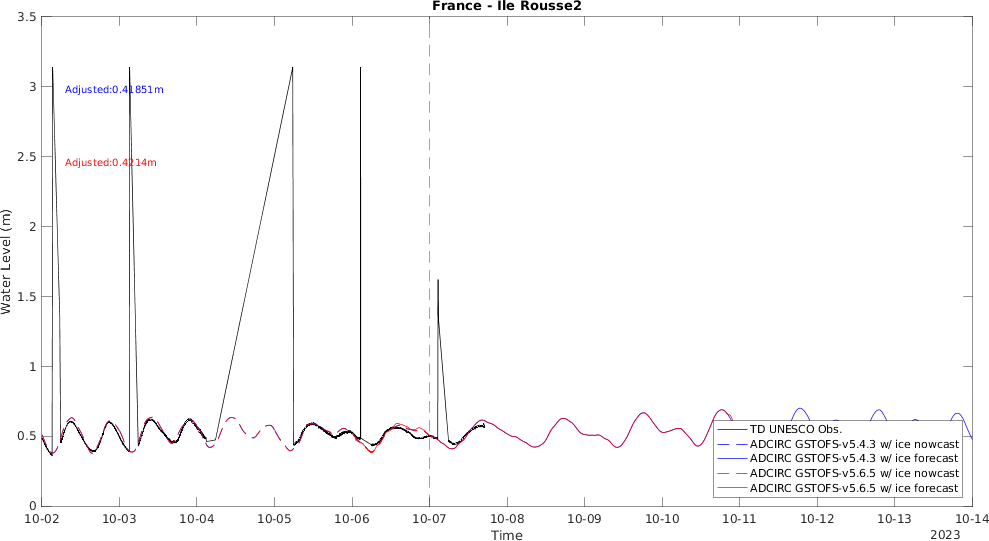 France - Ile Rousse2
3.5
3
2.5
2
1.5
1
0.5
0
Water Level (m)
Adjusted:0.41851m
Adjusted:0.4214m
TD UNESCO Obs.
ADCIRC GSTOFS-v5.4.3 w/ ice nowcast
ADCIRC GSTOFS-v5.4.3 w/ ice forecast
ADCIRC GSTOFS-v5.6.5 w/ ice nowcast
ADCIRC GSTOFS-v5.6.5 w/ ice forecast
10-02 10-03 10-04 10-05 10-06 10-07 10-08 10-09 10-10 10-11 10-12 10-13 10-14
Time
2023